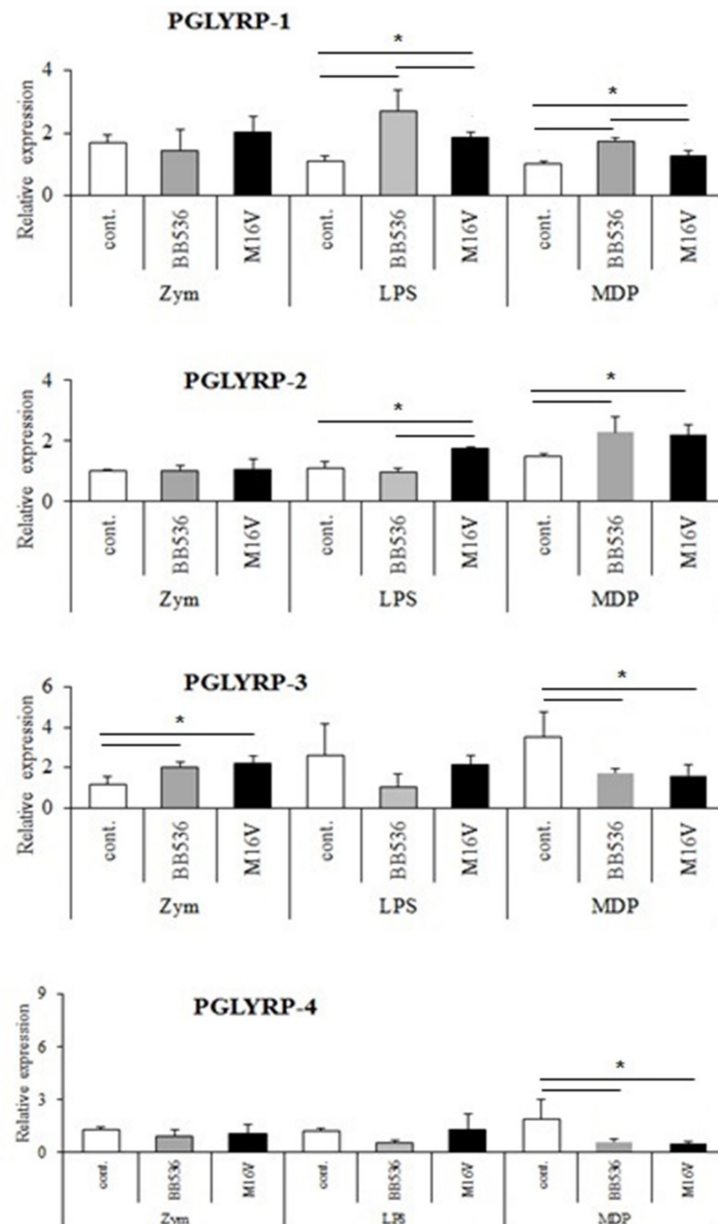 PGLYRP-1
*
*
4
2
0
Relative expression
cont. BB536 M16V cont. BB536 M16V cont. BB536 M16V
Zym LPS MDP
PGLYRP-2
*
*
4
2
0
Relative expression
cont. BB536 M16V cont. BB536 M16V cont. BB536 M16V
Zym LPS MDP
PGLYRP-3
*
*
6
4
2
0
Relative expression
cont. BB536 M16V cont. BB536 M16V cont. BB536 M16V
Zym LPS MDP
PGLYRP-4
*
9
6
3
0
Relative expression
cont. BB536 M16V cont. BB536 M16V cont. BB536 M16V
Zym LPS MDP